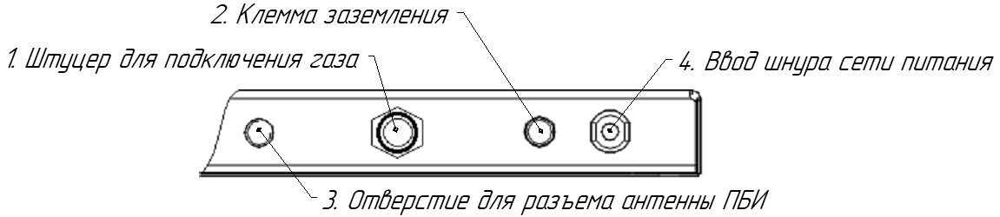 2. Клемма заземления
1. Штуцер для подключения газа
4. Ввод шнура сети питания
3. Отверстие для разъема антенны ПБИ